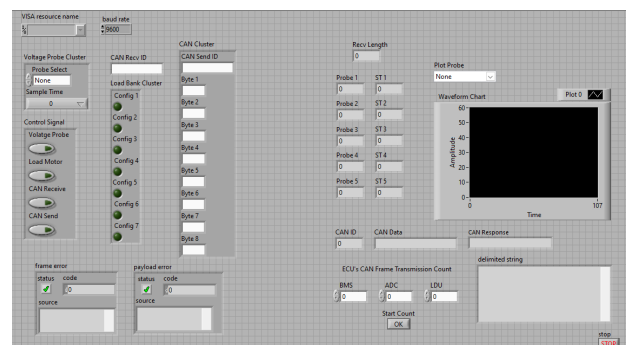 VISA resource name
baud rate
9600
Voltage Probe Cluster
Probe Select
None
Sample Time
0
Control Signal
Volatge Probe
Load Motor
CAN Receive
CAN Send
CAN Recv ID
Load Bank Cluster
Config 1
Config 2
Config 3
Config 4
Config 5
Config 6
Config 7
CAN Cluster
CAN Send ID
Byte 1
Byte 2
Byte 3
Byte 4
Byte 5
Byte 6
Byte 7
Byte 8
frame error
status code
0
source
payload error
status code
0
source
Recv Length
0
Probe 1 ST 1
0 0
Probe 2 ST 2
0 0
Probe 3 ST 3
0 0
Probe 4 ST 4
0 0
Probe 5 ST 5
0 0
Plot Probe
None
Waveform Chart Plot 0
60
50
40
30
20
10
0
Amplitude
0 107
Time
CAN ID CAN Data CAN Response
0
ECU's CAN Frame Transmission Count
BMS ADC LDU
0 0 0
Start Count
OK
delimited string
stop
STOP